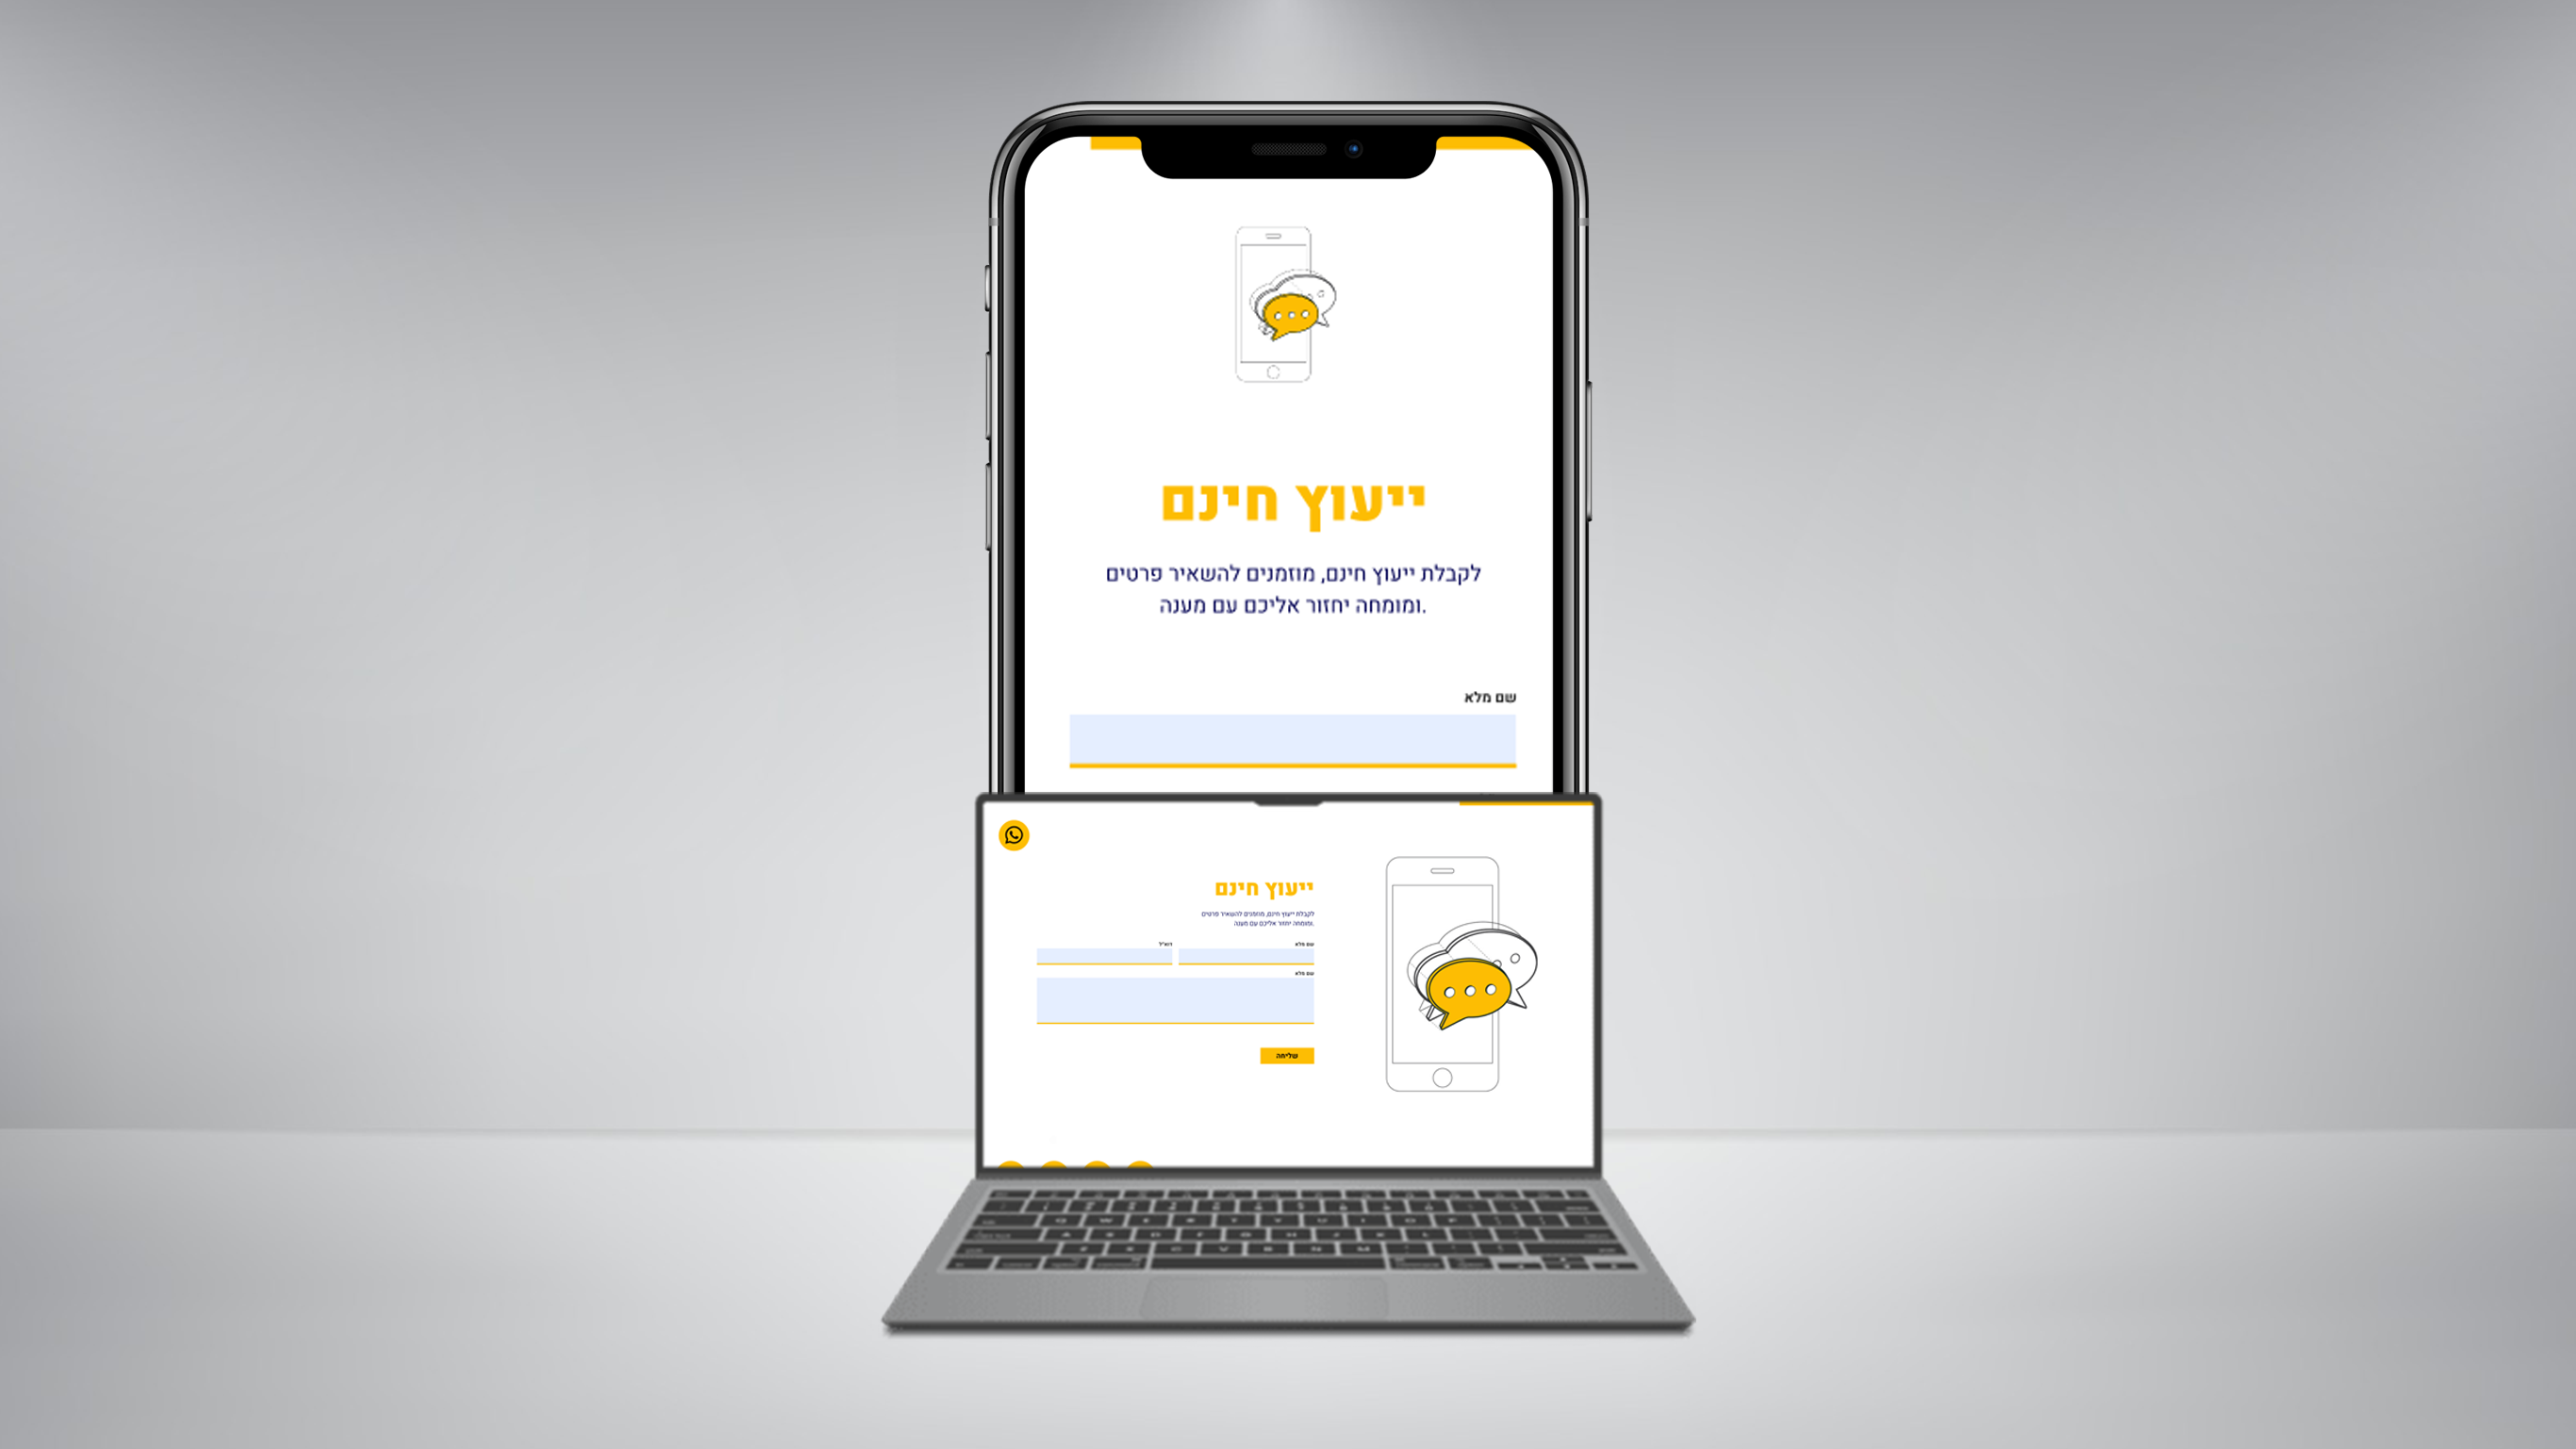 ייעוץ חינם
לקבלת ייעוץ חינם, מוזמנים להשאיר פרטים
.ומומחה יחזור אליכם עם מענה
שם מלא
ייעוץ חינם
לקבלת ייעוץ חינם, מוזמנים להשאיר פרטים
.ומומחה יחזור אליכם עם מענה
שם מלא דוא"ל
שם מלא
שליחה
Q W E R T Y U I O P
A S D F G H J K L
Z X C V B N M